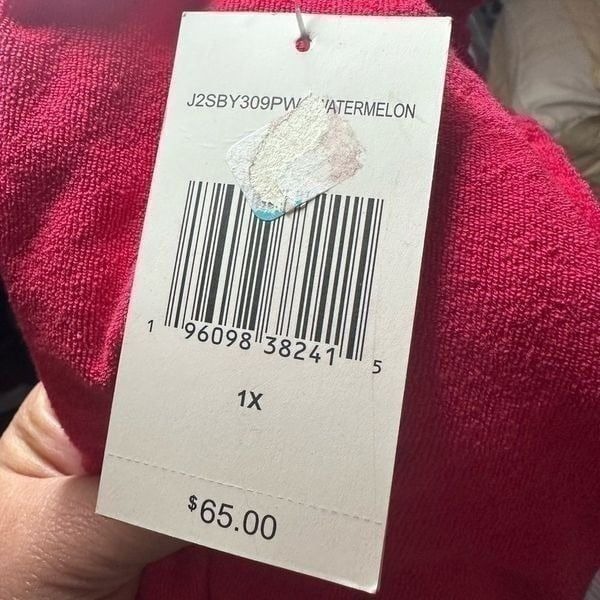 J2SBY309PW WATERMELON
1 96098 38241 5
1X
$65.00